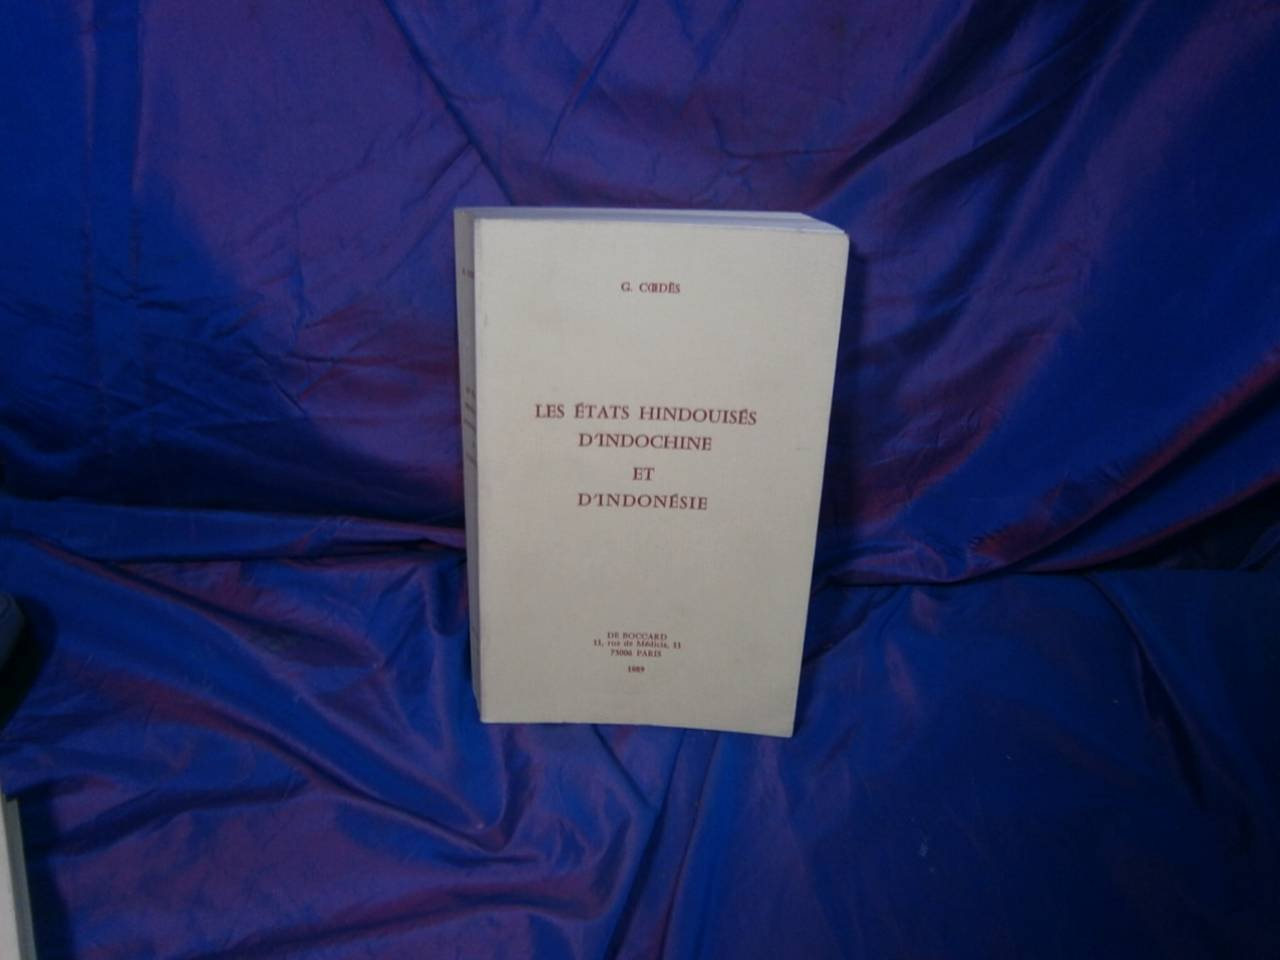 G. CŒDÈS
LES ÉTATS HINDOUISÉS
D'INDOCHINE
ET
D'INDONÉSIE
DE BOCCARD
11, rue de Médicis, 11
75006 PARIS
1989